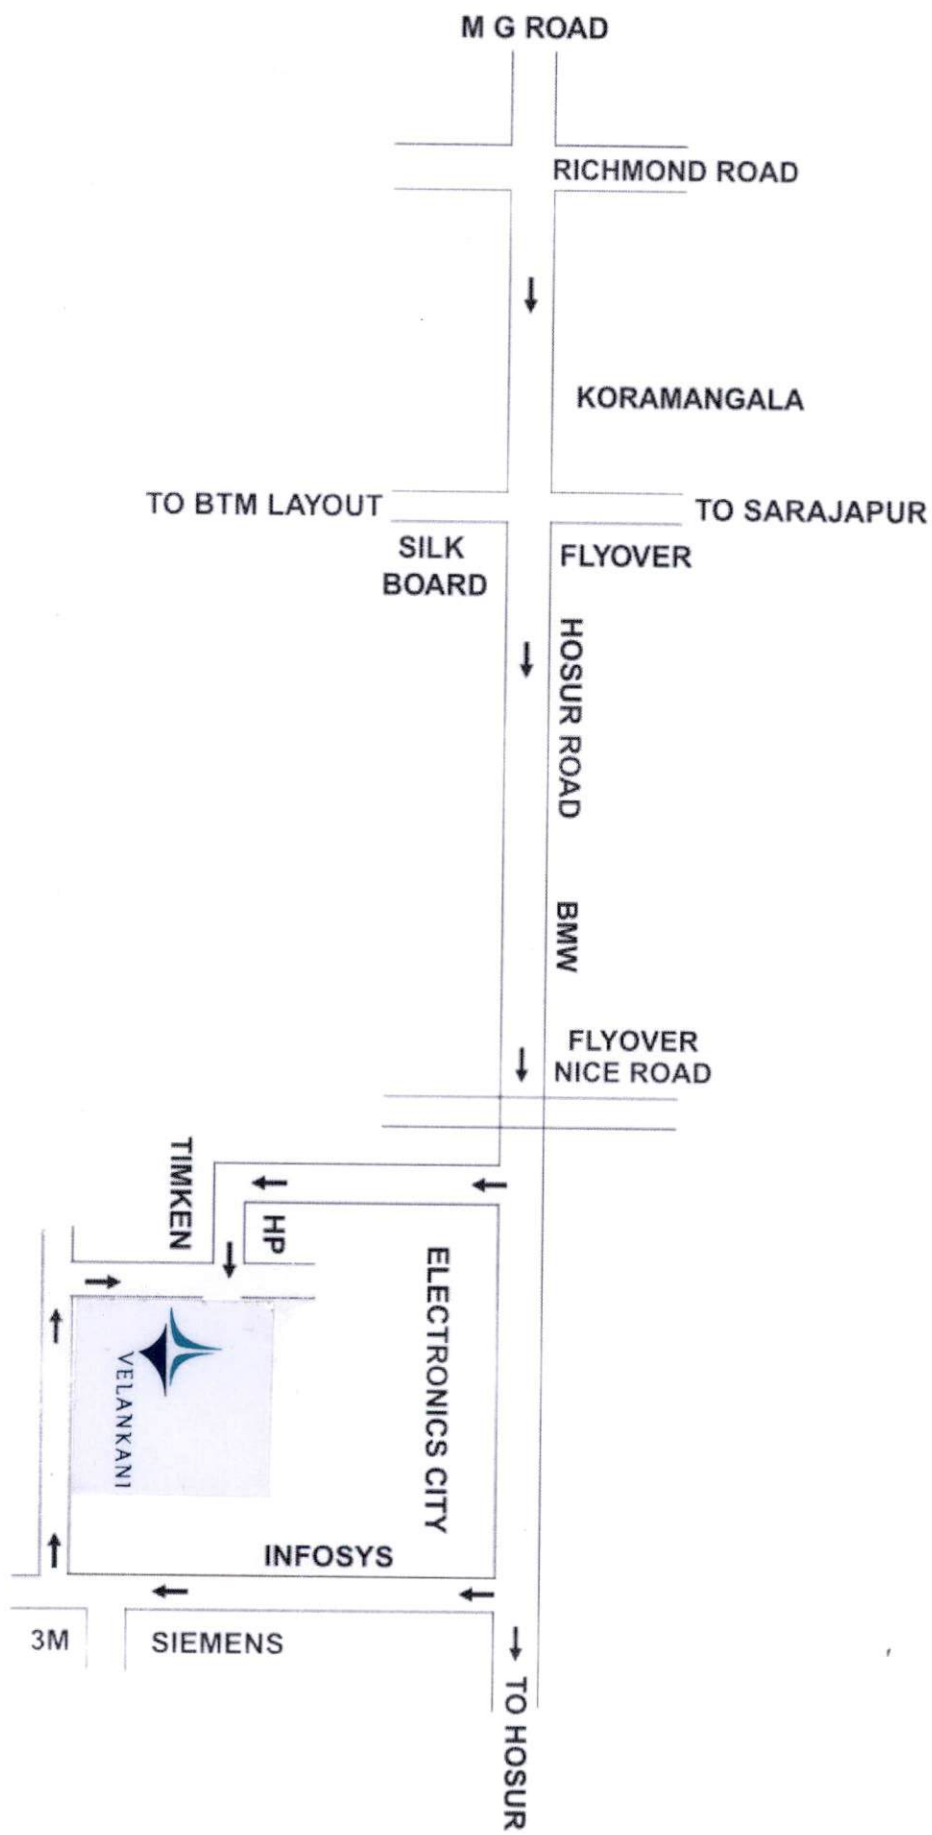 M G ROAD
RICHMOND ROAD
KORAMANGALA
TO BTM LAYOUT
TO SARAJAPUR
SILK
BOARD
FLYOVER
HOSUR ROAD
BMW
FLYOVER
NICE ROAD
TIMKEN
HP
ELECTRONICS CITY
VELANKANI
INFOSYS
3M
SIEMENS
TO HOSUR